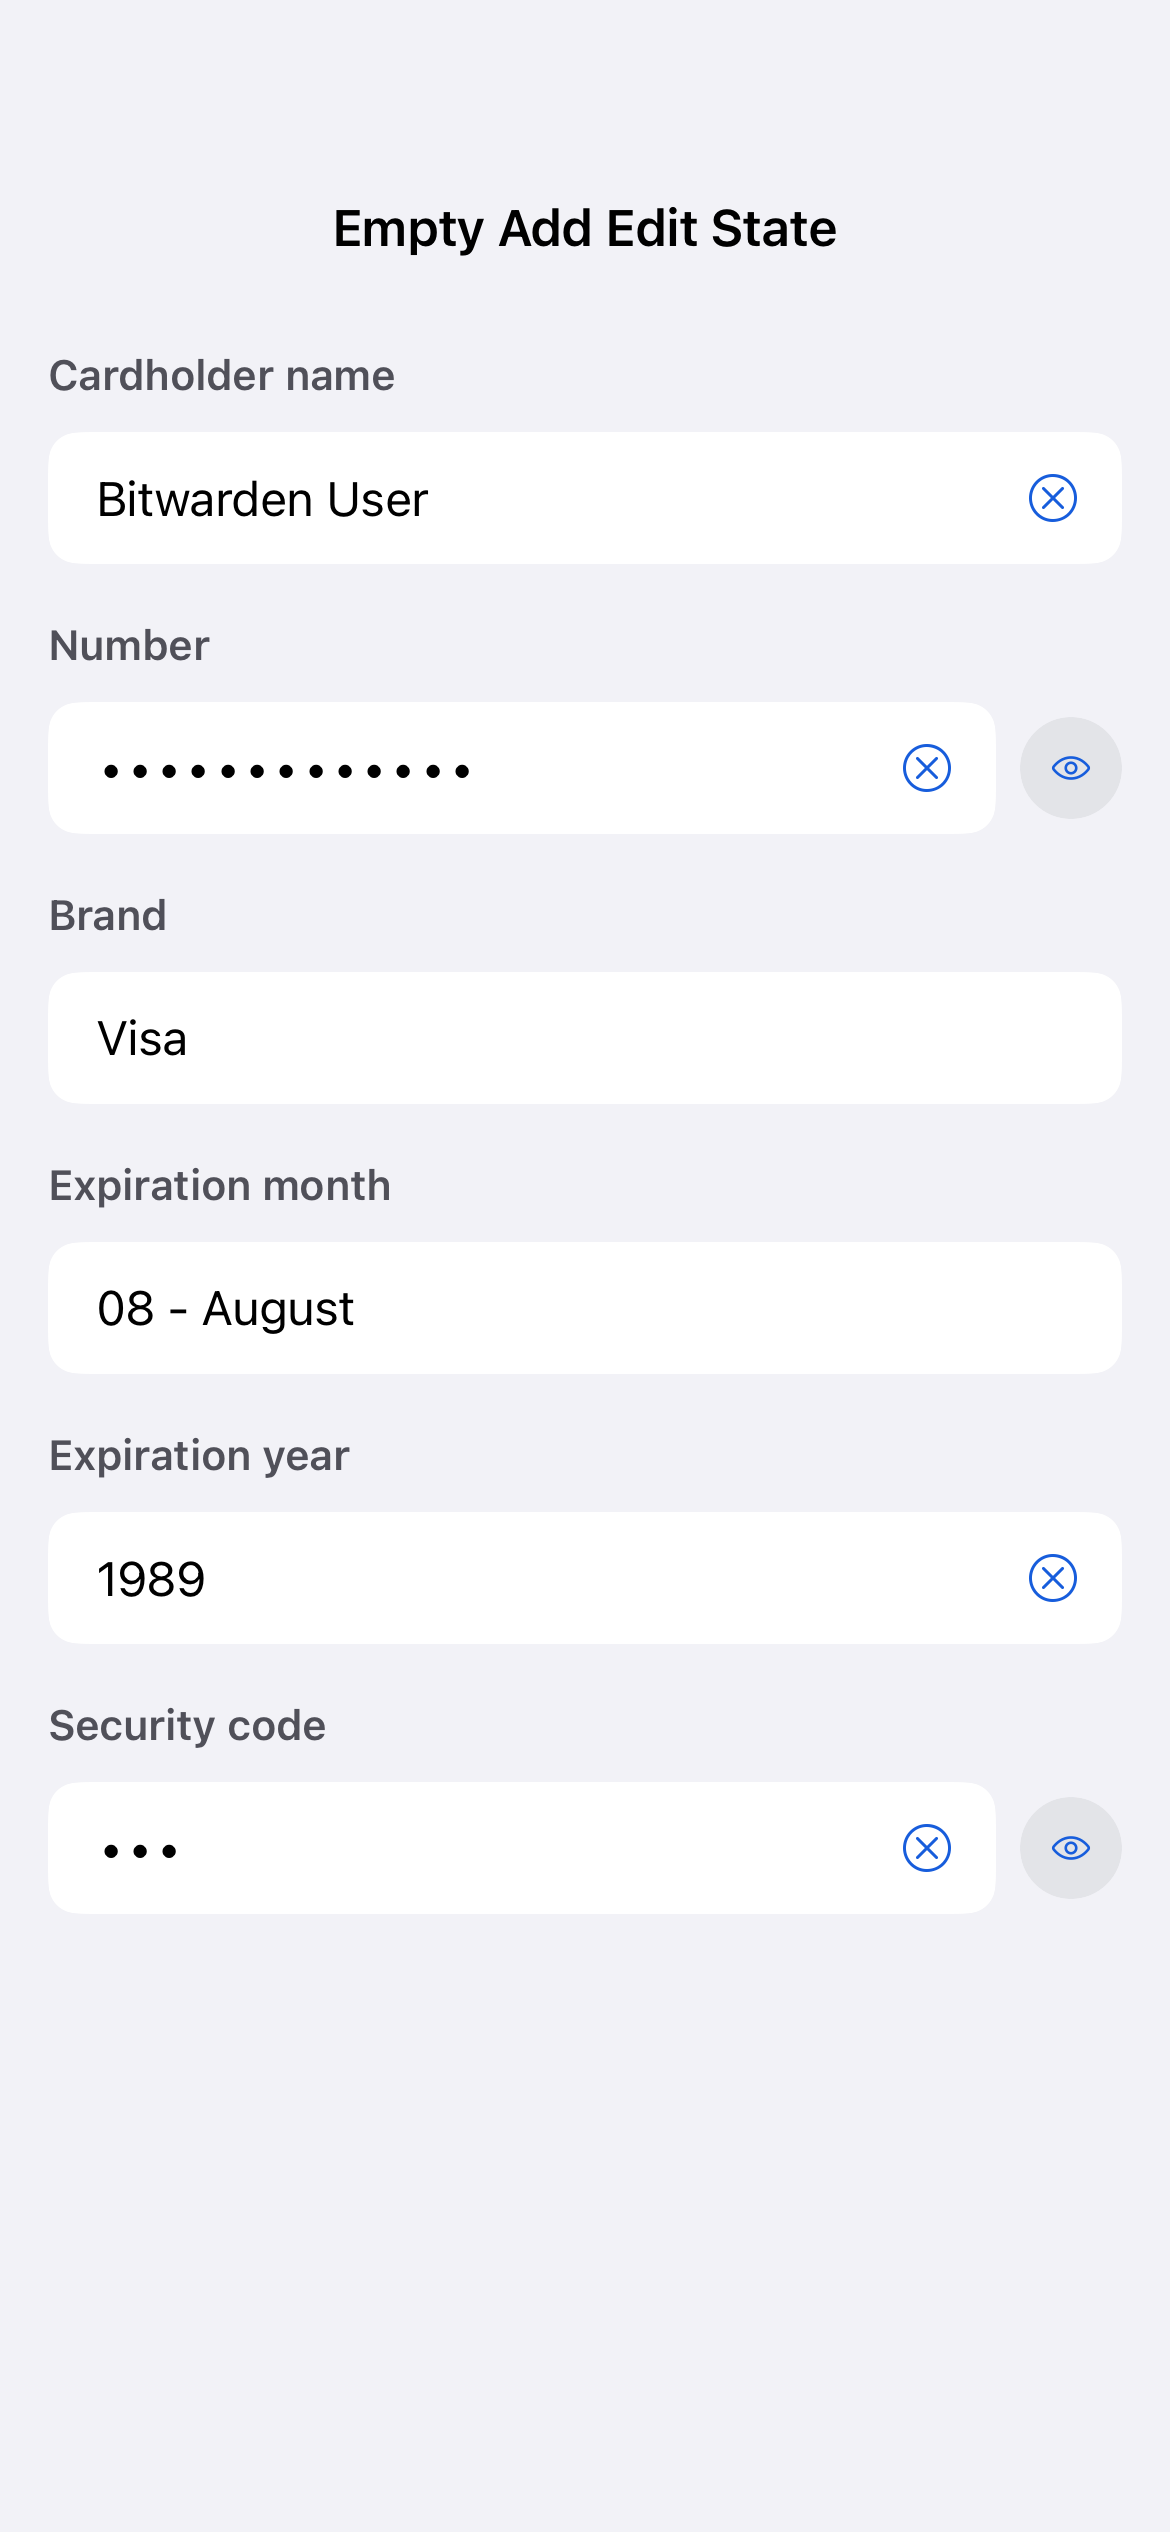 Empty Add Edit State
Cardholder name
Bitwarden User
Number
•••••••••••••
Brand
Visa
Expiration month
08 - August
Expiration year
1989
Security code
•••